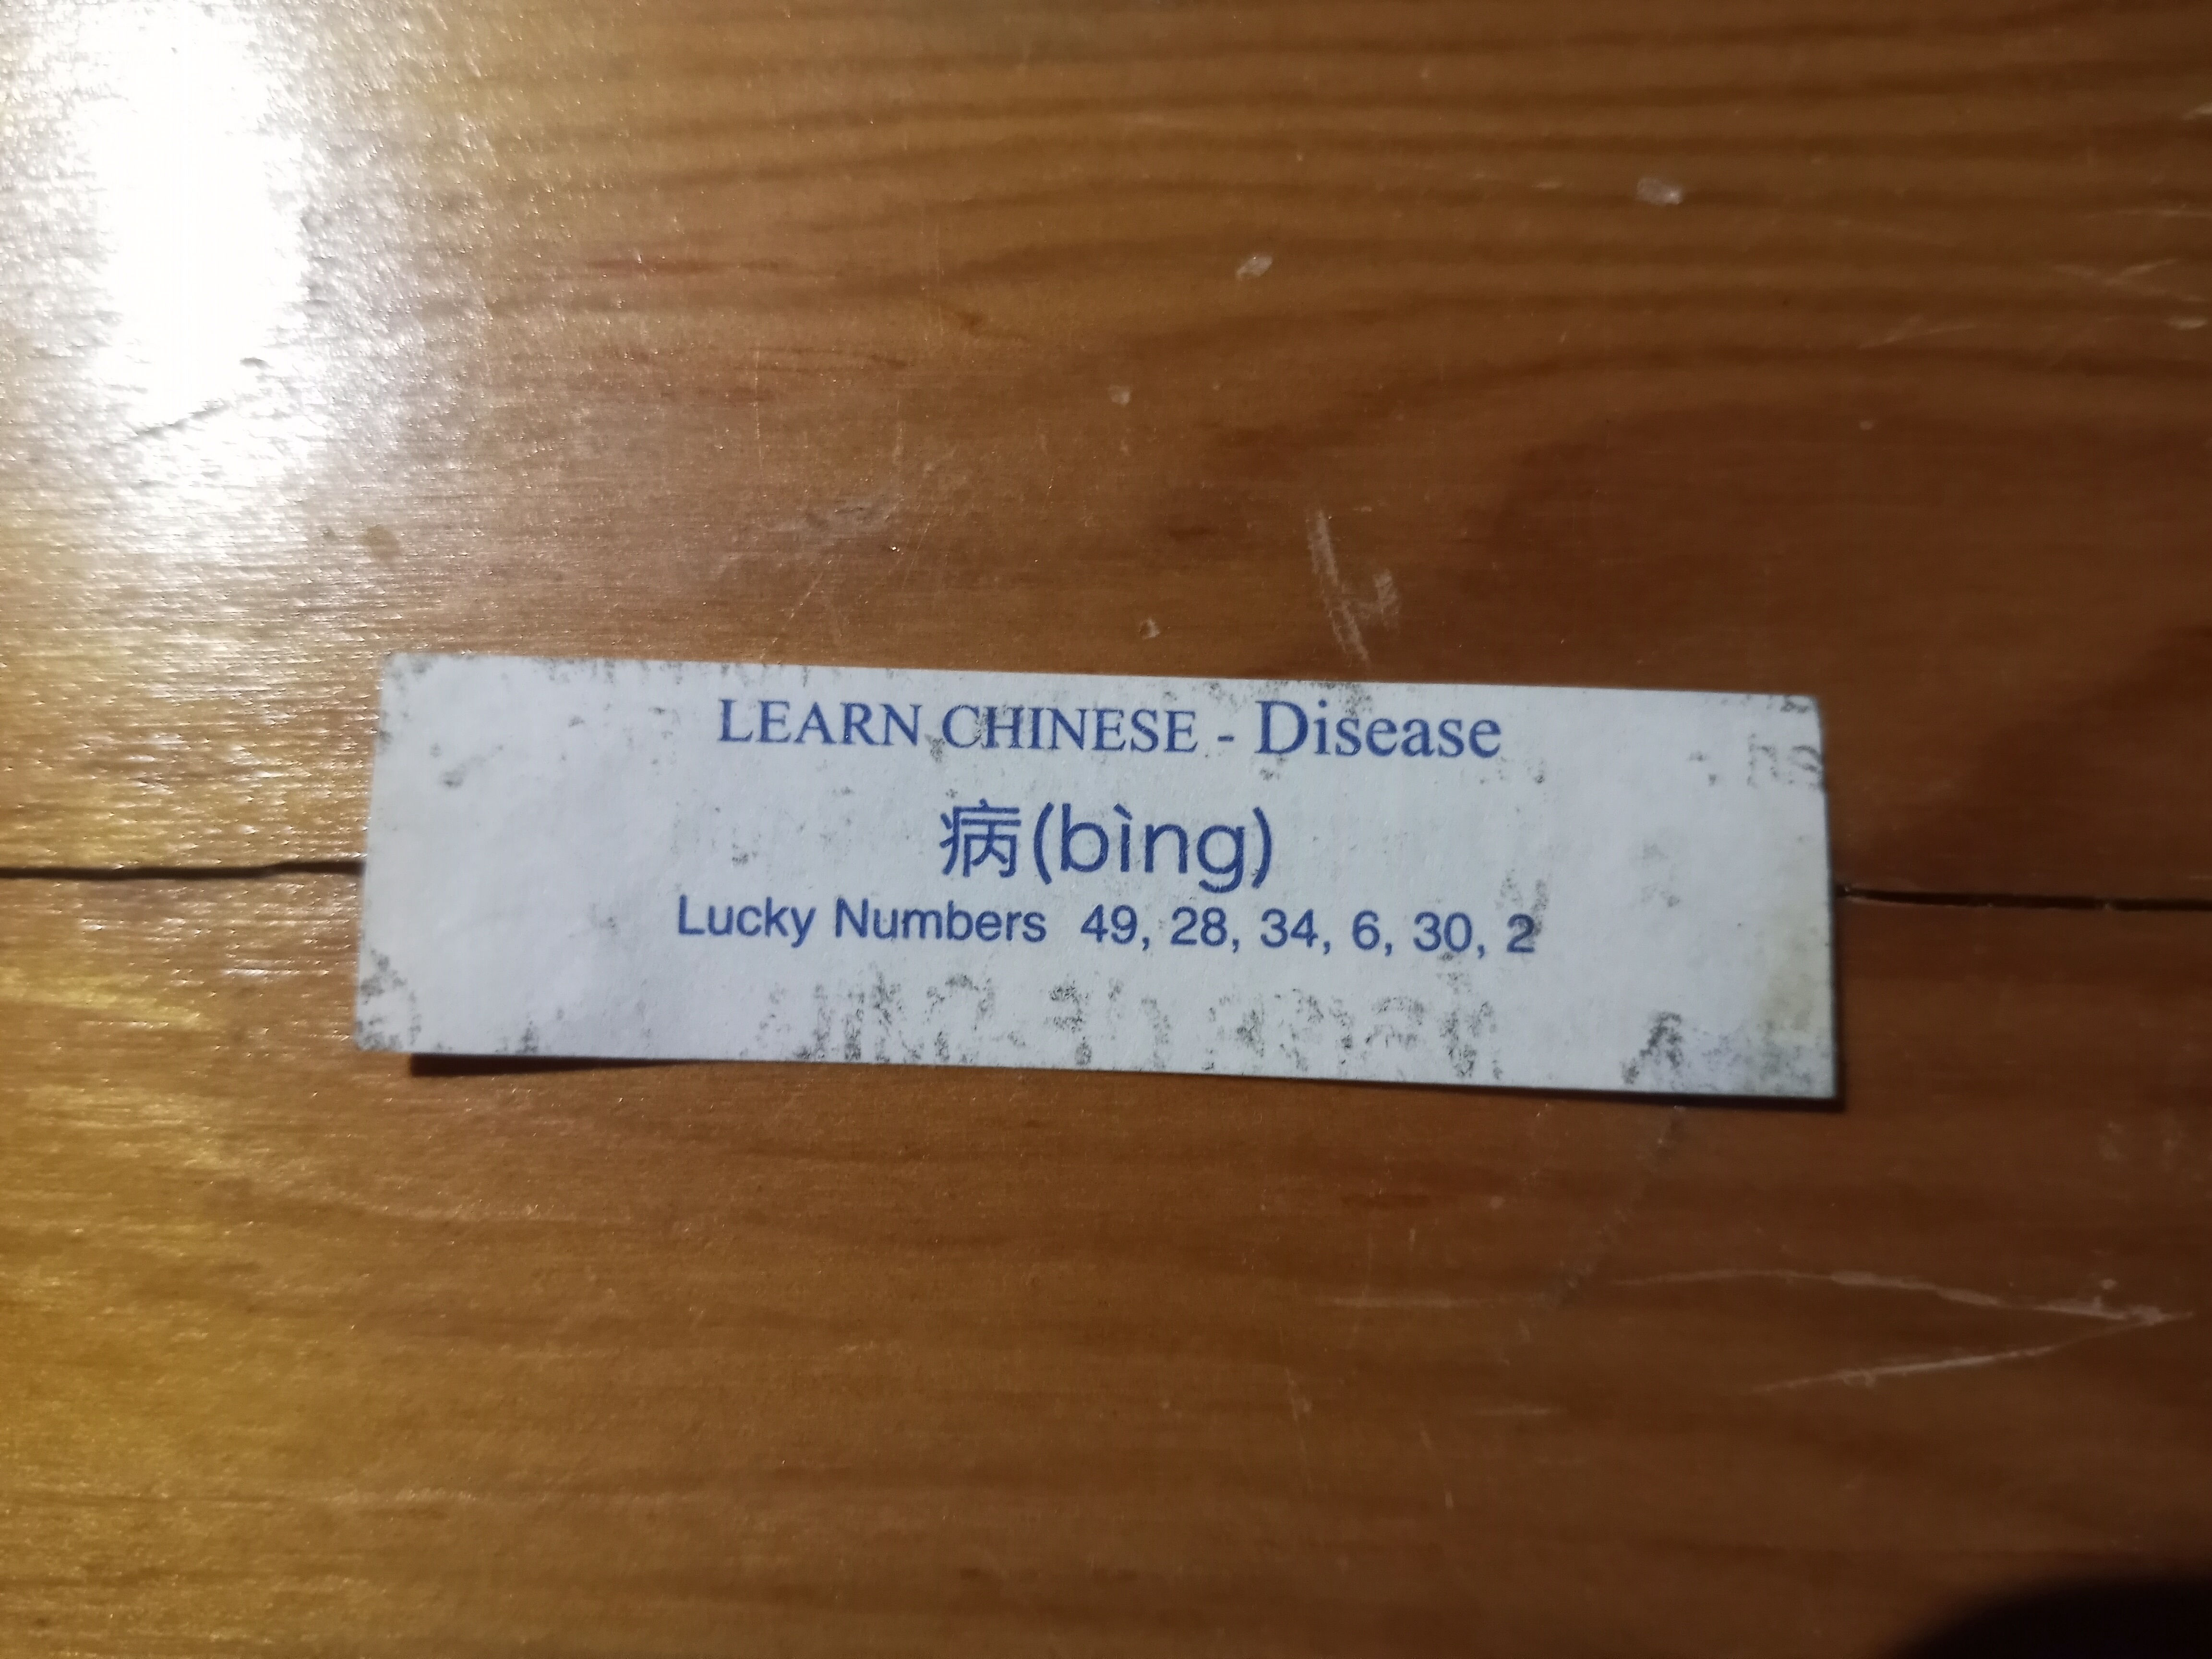 LEARN CHINESE - Disease
病(bìng)
Lucky Numbers 49, 28, 34, 6, 30, 2